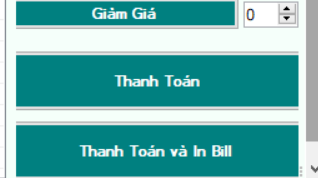 Giảm Giá 0
Thanh Toán
Thanh Toán và In Bill